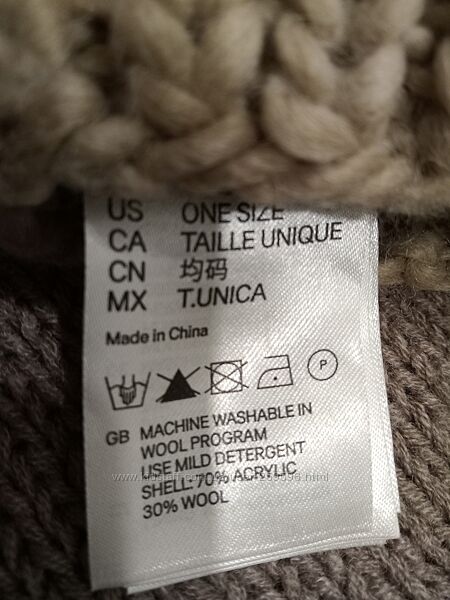 US ONE SIZE
CA TAILLE UNIQUE
CN 均码
MX T.UNICA
Made in China
P
GB MACHINE WASHABLE IN
WOOL PROGRAM
USE MILD DETERGENT
SHELL: 70% ACRYLIC
30% WOOL